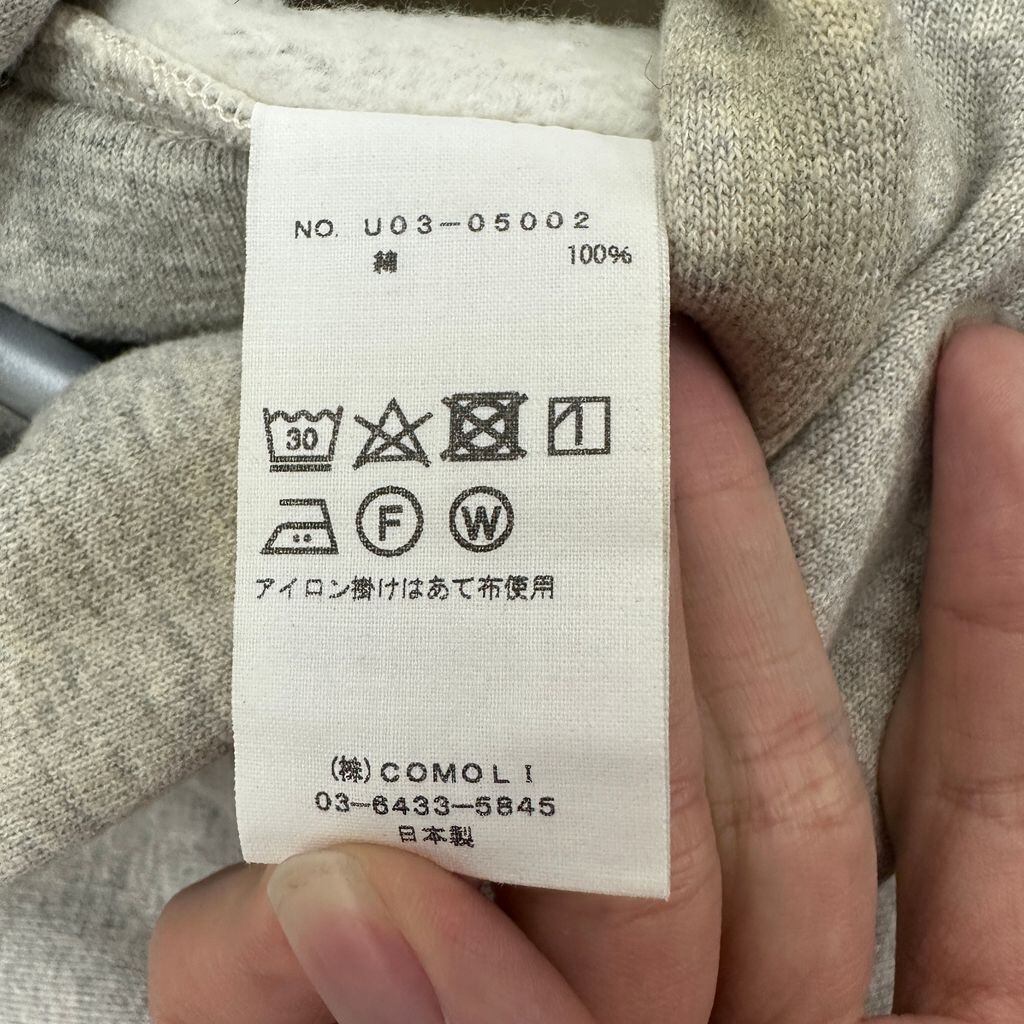 NO. U03-05002
綿 100%
30
F W
アイロン掛けはあて布使用
(株)COMOLI
03-6433-5845
日本製